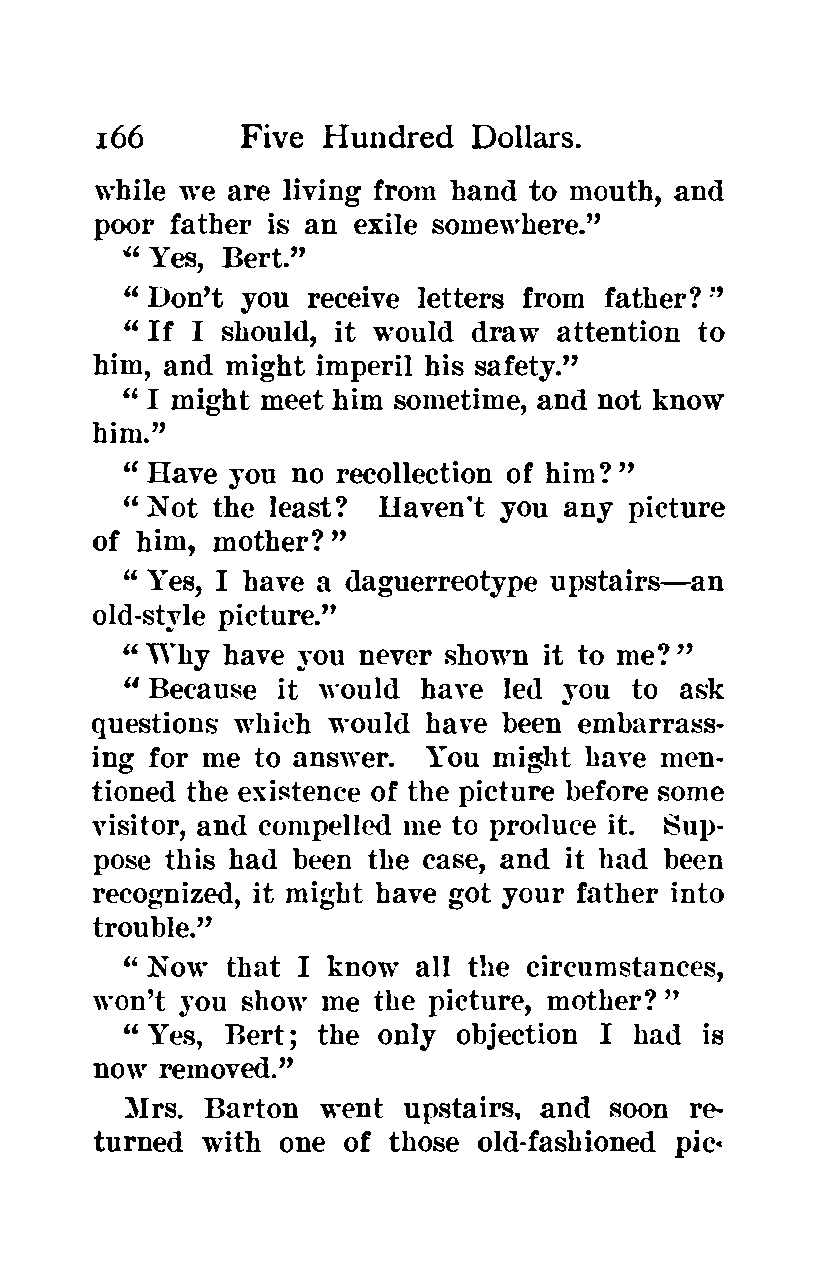 166 Five Hundred Dollars.
while we are living from hand to mouth, and
poor father is an exile somewhere.”
“ Yes, Bert.”
“ Don’t you receive letters from father? ”
“ If I should, it would draw attention to
him, and might imperil his safety.”
“ I might meet him sometime, and not know
him.”
“ Have you no recollection of him? ”
“ Not the least? Haven't you any picture
of him, mother? ”
“ Yes, I have a daguerreotype upstairs—an
old-style picture.”
“ Why have you never shown it to me? ”
“ Because it would have led you to ask
questions which would have been embarrass-
ing for me to answer. You might have men-
tioned the existence of the picture before some
visitor, and compelled me to produce it. Sup-
pose this had been the case, and it had been
recognized, it might have got your father into
trouble.”
“ Now that I know all the circumstances,
won’t you show me the picture, mother? ”
“ Yes, Bert; the only objection I had is
now removed.”
Mrs. Barton went upstairs, and soon re-
turned with one of those old-fashioned pic-